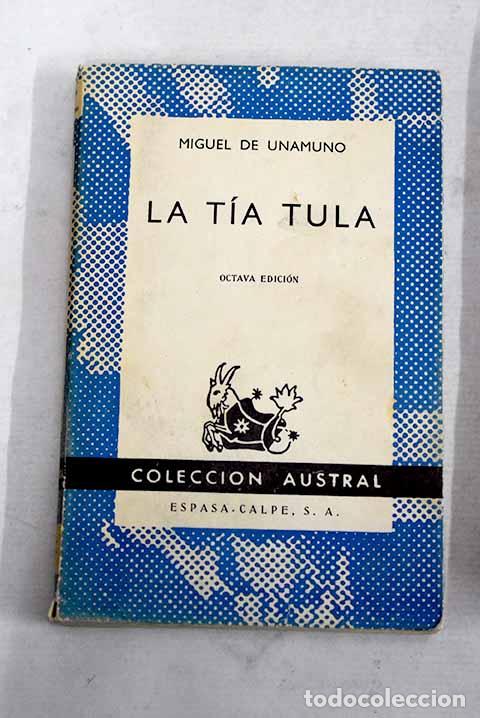 MIGUEL DE UNAMUNO
LA TÍA TULA
OCTAVA EDICIÓN
COLECCION AUSTRAL
ESPASA-CALPE, S. A.
todocoleccion